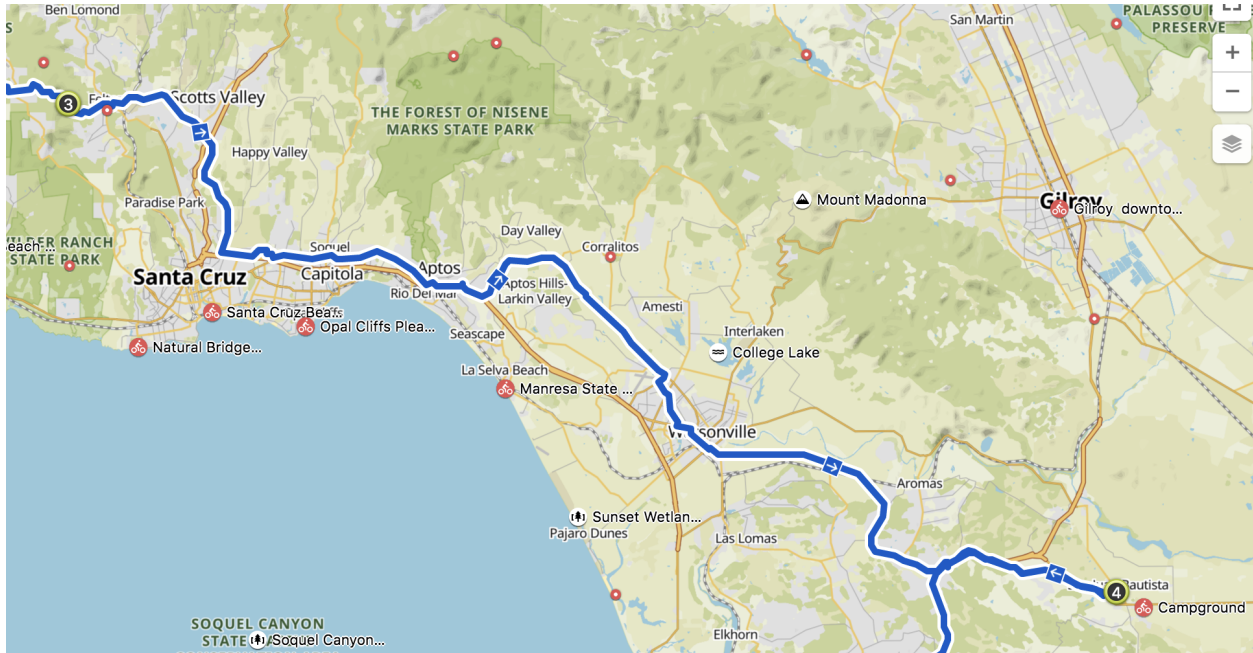 Ben Lomond
San Martin
PALASSOU
PRESERVE
+
−
3
Scotts Valley
THE FOREST OF NISENE
MARKS STATE PARK
Happy Valley
Paradise Park
Mount Madonna
Gilroy
Gilroy downto...
STATE PARK
Day Valley
Corralitos
Soquel
Capitola
Aptos
Santa Cruz
Rio Del Mar
Aptos Hills-
Larkin Valley
Santa Cruz Bea...
Opal Cliffs Plea...
Natural Bridge...
Amesti
Seascape
Interlaken
College Lake
La Selva Beach
Manresa State ...
Watsonville
Aromas
Sunset Wetlan...
Pajaro Dunes
Las Lomas
Bautista
4
Campground
SOQUEL CANYON
STATE
Soquel Canyon...
Elkhorn